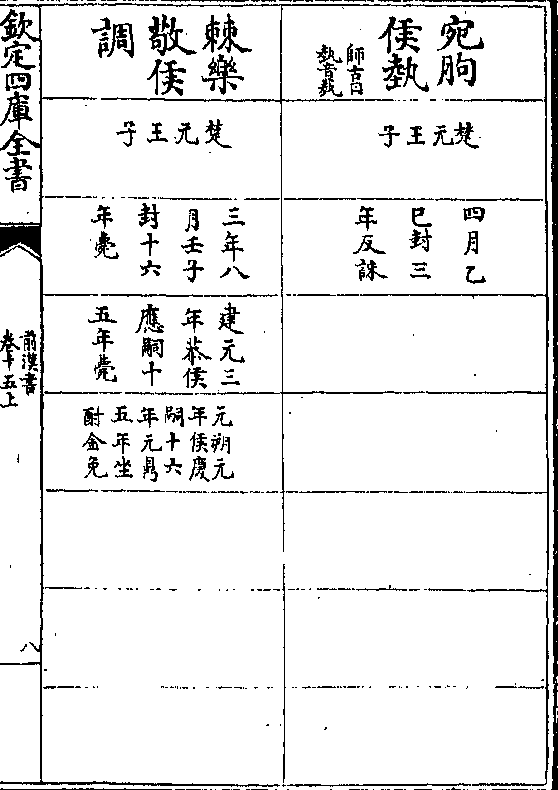 宛朐
侯埶
師古曰
埶音
楚元王子
四月乙
巳封三
年反誅
棘樂
敬侯
調
楚元王子
三年八
月壬子
封十六
年薨
建元三
年恭侯
應嗣十
五年薨
元朔元
年侯慶
嗣十六
年元鼎
五年坐
酎金免
欽定四庫全書
前漢書
卷十五上
八